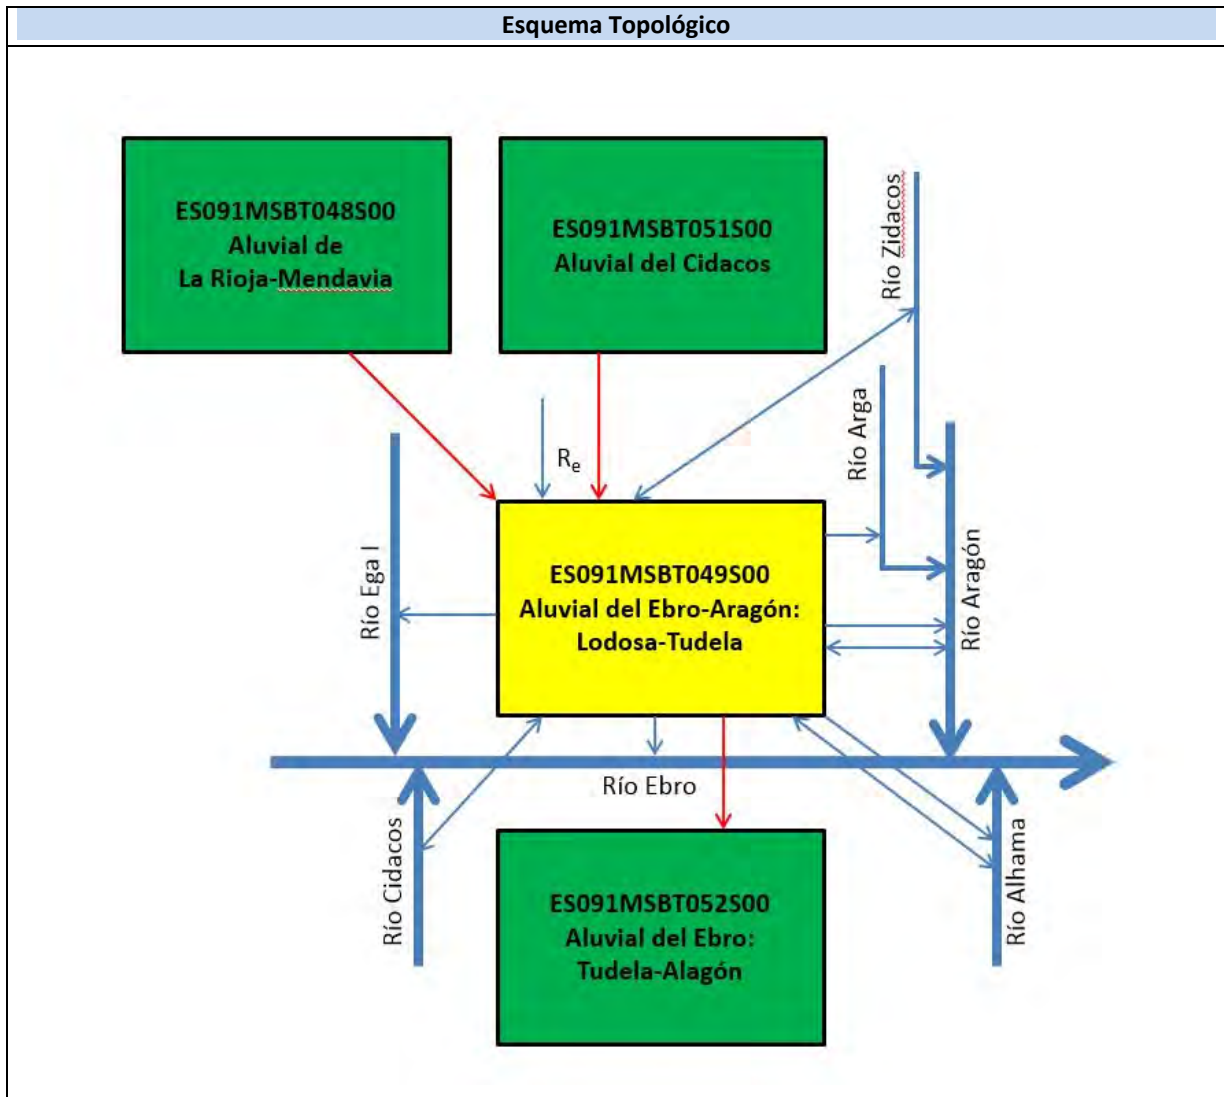 Esquema Topológico
ES091MSBT048S00
Aluvial de
La Rioja-Mendavia
ES091MSBT051S00
Aluvial del Cidacos
Río Zidacos
Río Arga
Re
Río Ega I
ES091MSBT049S00
Aluvial del Ebro-Aragón:
Lodosa-Tudela
Río Aragón
Río Ebro
Río Cidacos
ES091MSBT052S00
Aluvial del Ebro:
Tudela-Alagón
Río Alhama